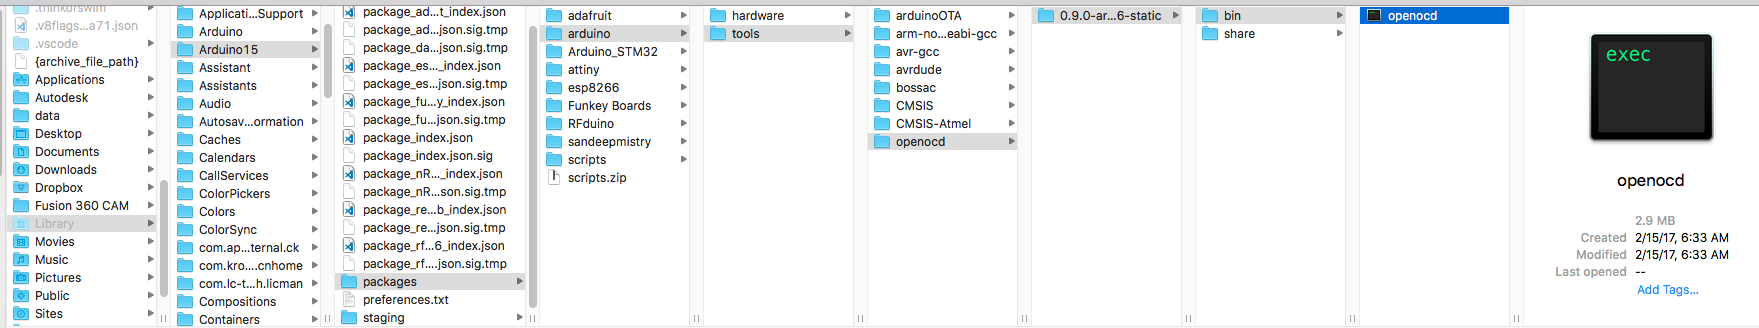 .thinkorswim
.v8flags...a71.json
.vscode
{archive_file_path}
Applications
Autodesk
data
Desktop
Documents
Downloads
Dropbox
Fusion 360 CAM
Library
Movies
Music
Pictures
Public
Sites
Applicati...Support
Arduino
Arduino15
Assistant
Assistants
Audio
Autosav...ormation
Caches
Calendars
CallServices
ColorPickers
Colors
ColorSync
com.ap...ternal.ck
com.kro...cnhome
com.lc-t...h.licman
Compositions
Containers
package_ad...t_index.json
package_ad...json.sig.tmp
package_da...json.sig.tmp
package_es..._index.json
package_es...json.sig.tmp
package_fu...y_index.json
package_fu...json.sig.tmp
package_index.json
package_index.json.sig
package_nR..._index.json
package_nR...son.sig.tmp
package_re...b_index.json
package_re...json.sig.tmp
package_rf...6_index.json
package_rf....json.sig.tmp
packages
preferences.txt
staging
adafruit
arduino
Arduino_STM32
attiny
esp8266
Funkey Boards
RFduino
sandeepmistry
scripts
scripts.zip
hardware
tools
arduinoOTA
arm-no...eabi-gcc
avr-gcc
avrdude
bossac
CMSIS
CMSIS-Atmel
openocd
0.9.0-ar...6-static
bin
share
openocd
exec
openocd
2.9 MB
Created 2/15/17, 6:33 AM
Modified 2/15/17, 6:33 AM
Last opened --
Add Tags...